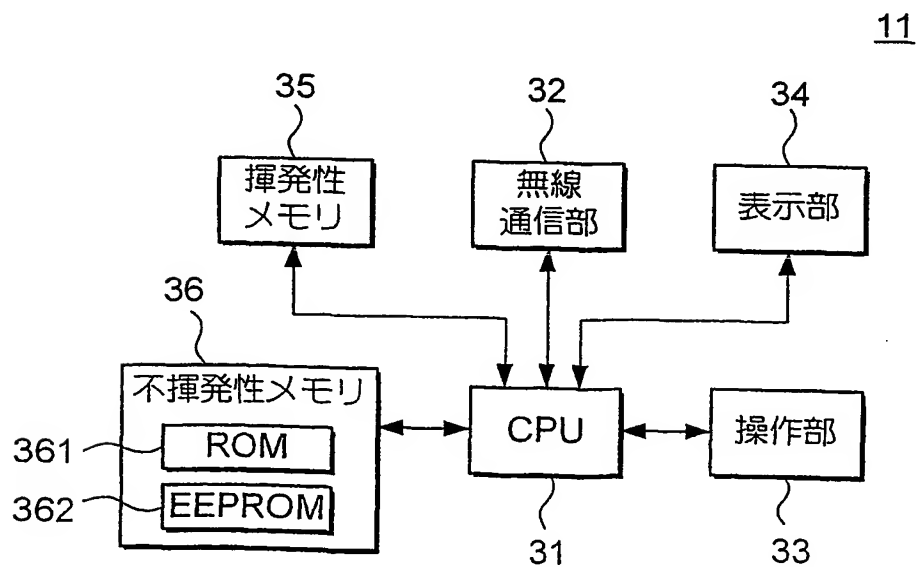 11
35
32
34
揮発性
メモリ
無線
通信部
表示部
36
不揮発性メモリ
361
ROM
362
EEPROM
CPU
操作部
31
33